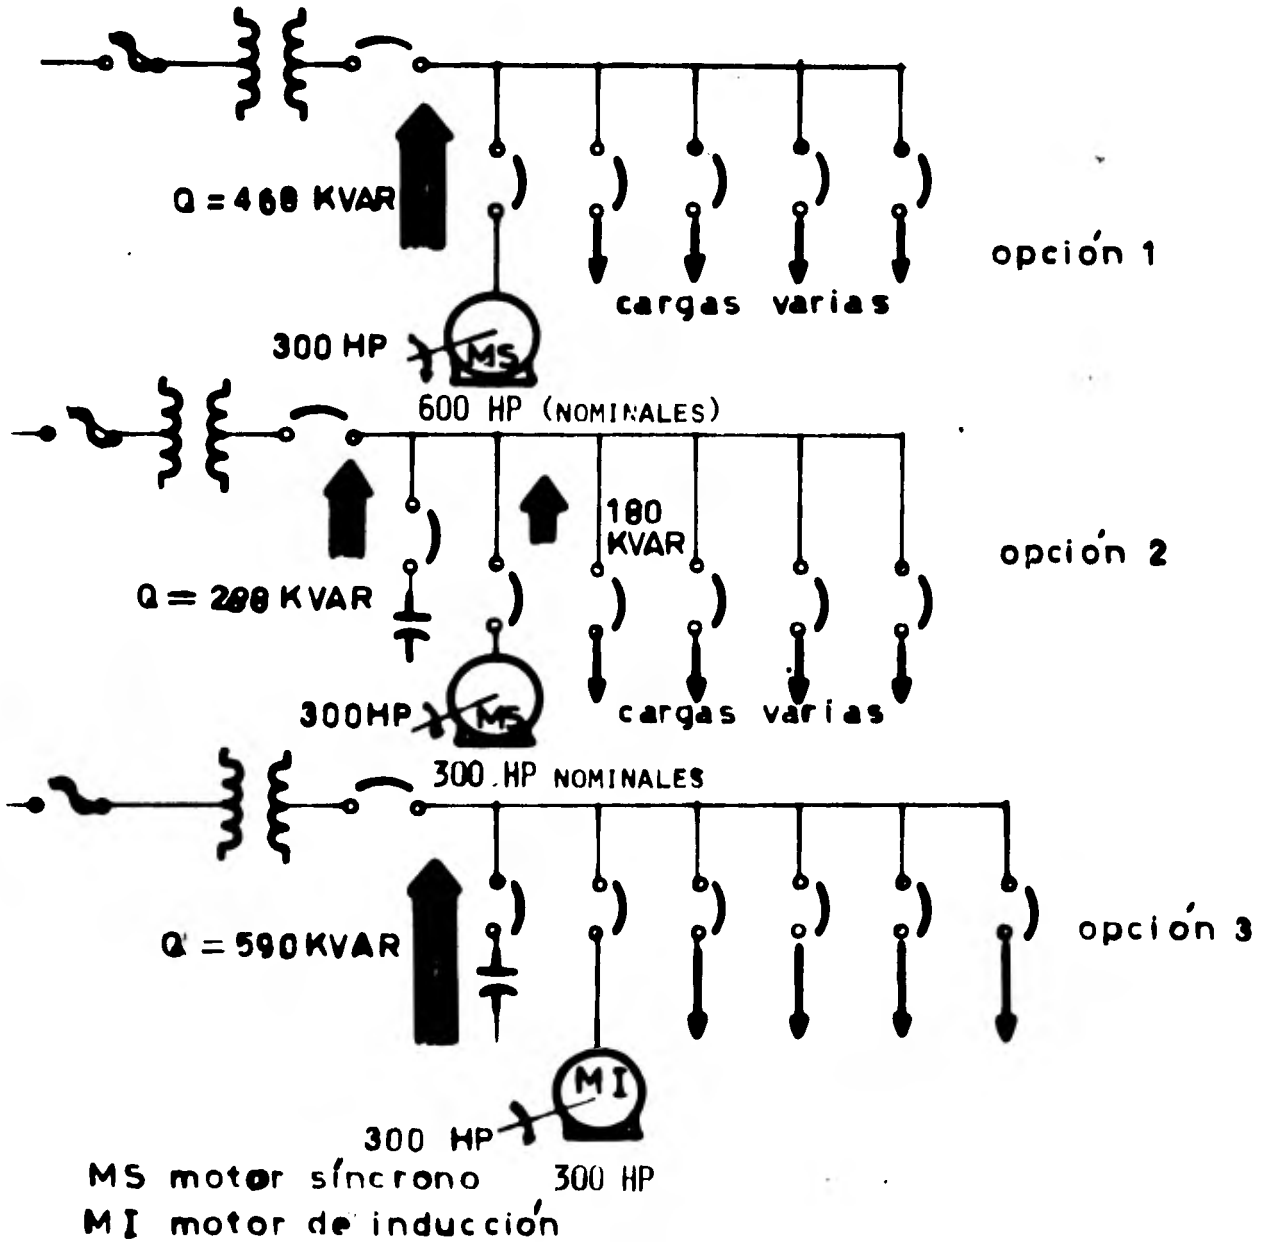 Q = 468 KVAR
opción 1
cargas varias
300 HP
MS
600 HP (NOMINALES)
180
KVAR
opción 2
Q = 288 KVAR
300HP
MS
cargas varias
300 HP NOMINALES
Q = 590 KVAR
opción 3
MI
300 HP
300 HP
MS motor síncrono
MI motor de inducción